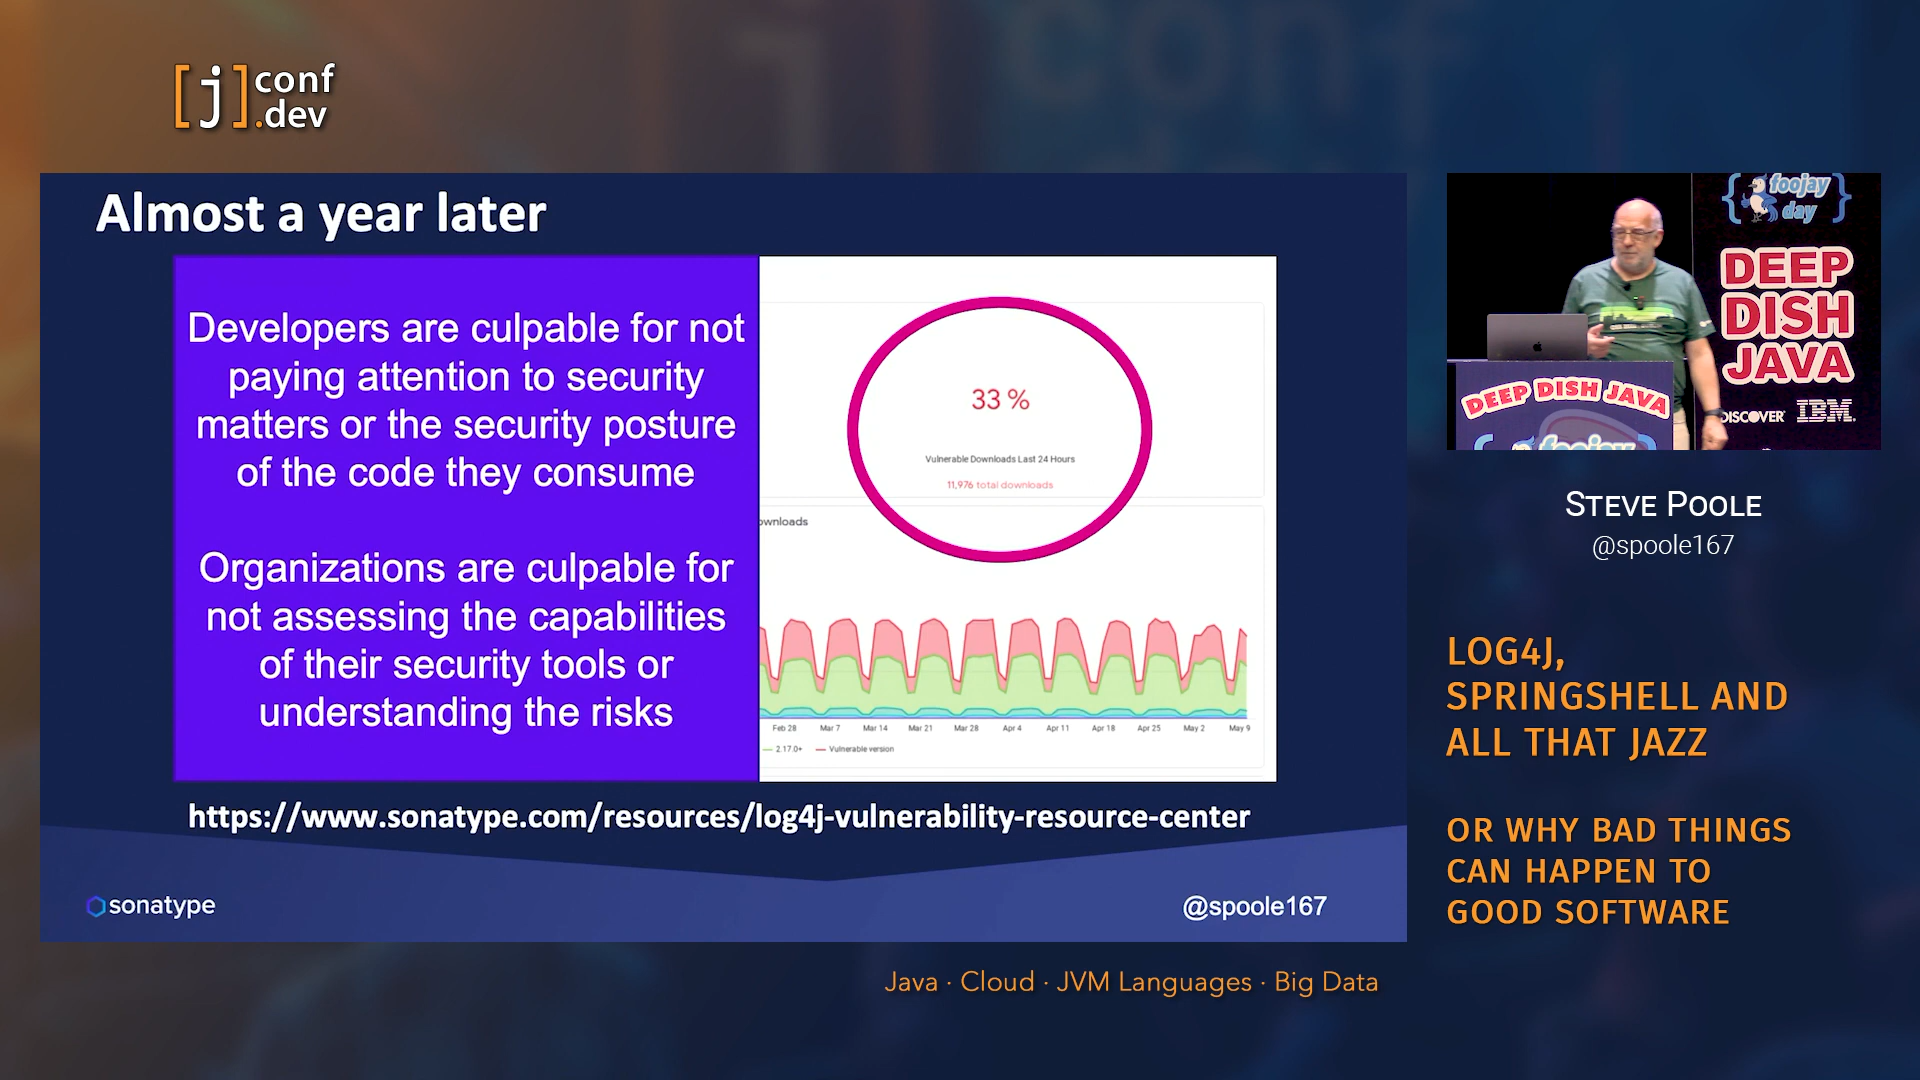 [j] conf
.dev
Almost a year later
Developers are culpable for not
paying attention to security
matters or the security posture
of the code they consume
Organizations are culpable for
not assessing the capabilities
of their security tools or
understanding the risks
33 %
Vulnerable Downloads Last 24 Hours
11,976 total downloads
ownloads
Feb 28 Mar 7 Mar 14 Mar 21 Mar 28 Apr 4 Apr 11 Apr 18 Apr 25 May 2 May 9
2.17.0+ Vulnerable version
https://www.sonatype.com/resources/log4j-vulnerability-resource-center
sonatype
@spoole167
{ foojay
day }
DEEP
DISH
JAVA
DISCOVER IBM.
DEEP DISH JAVA
foojay
STEVE POOLE
@spoole167
LOG4J,
SPRINGSHELL AND
ALL THAT JAZZ
OR WHY BAD THINGS
CAN HAPPEN TO
GOOD SOFTWARE
Java · Cloud · JVM Languages · Big Data